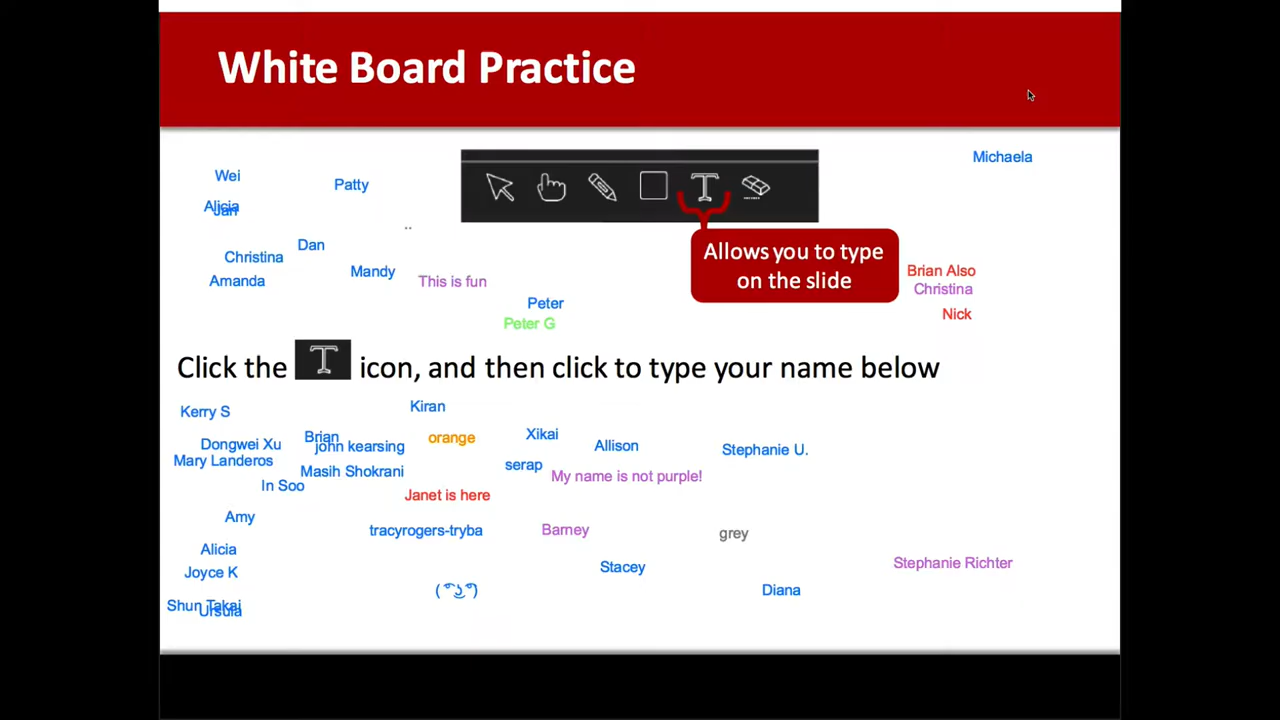 White Board Practice
Michaela
Wei
Patty
Alicia
Jan
Allows you to type
on the slide
Dan
Christina
Mandy
Amanda
This is fun
Brian Also
Christina
Peter
Nick
Peter G
Click the T icon, and then click to type your name below
Kerry S
Kiran
Brian
orange
Xikai
Dongwei Xu
john kearsing
Allison
Stephanie U.
Mary Landeros
serap
Masih Shokrani
My name is not purple!
In Soo
Janet is here
Amy
tracyrogers-tryba
Barney
grey
Alicia
Stacey
Stephanie Richter
Joyce K
( ͡° ͜ʖ ͡°)
Diana
Shun Takai
Ursula